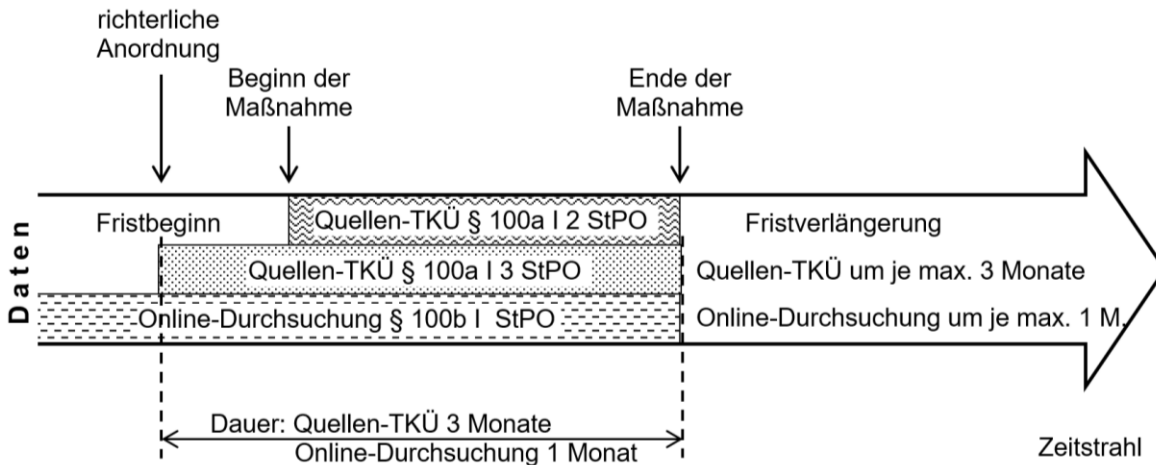 richterliche
Anordnung
Beginn der
Maßnahme
Ende der
Maßnahme
Daten
Fristbeginn
Quellen-TKÜ § 100a I 2 StPO
Fristverlängerung
Quellen-TKÜ § 100a I 3 StPO
Quellen-TKÜ um je max. 3 Monate
Online-Durchsuchung § 100b I StPO
Online-Durchsuchung um je max. 1 M.
Dauer: Quellen-TKÜ 3 Monate
Online-Durchsuchung 1 Monat
Zeitstrahl